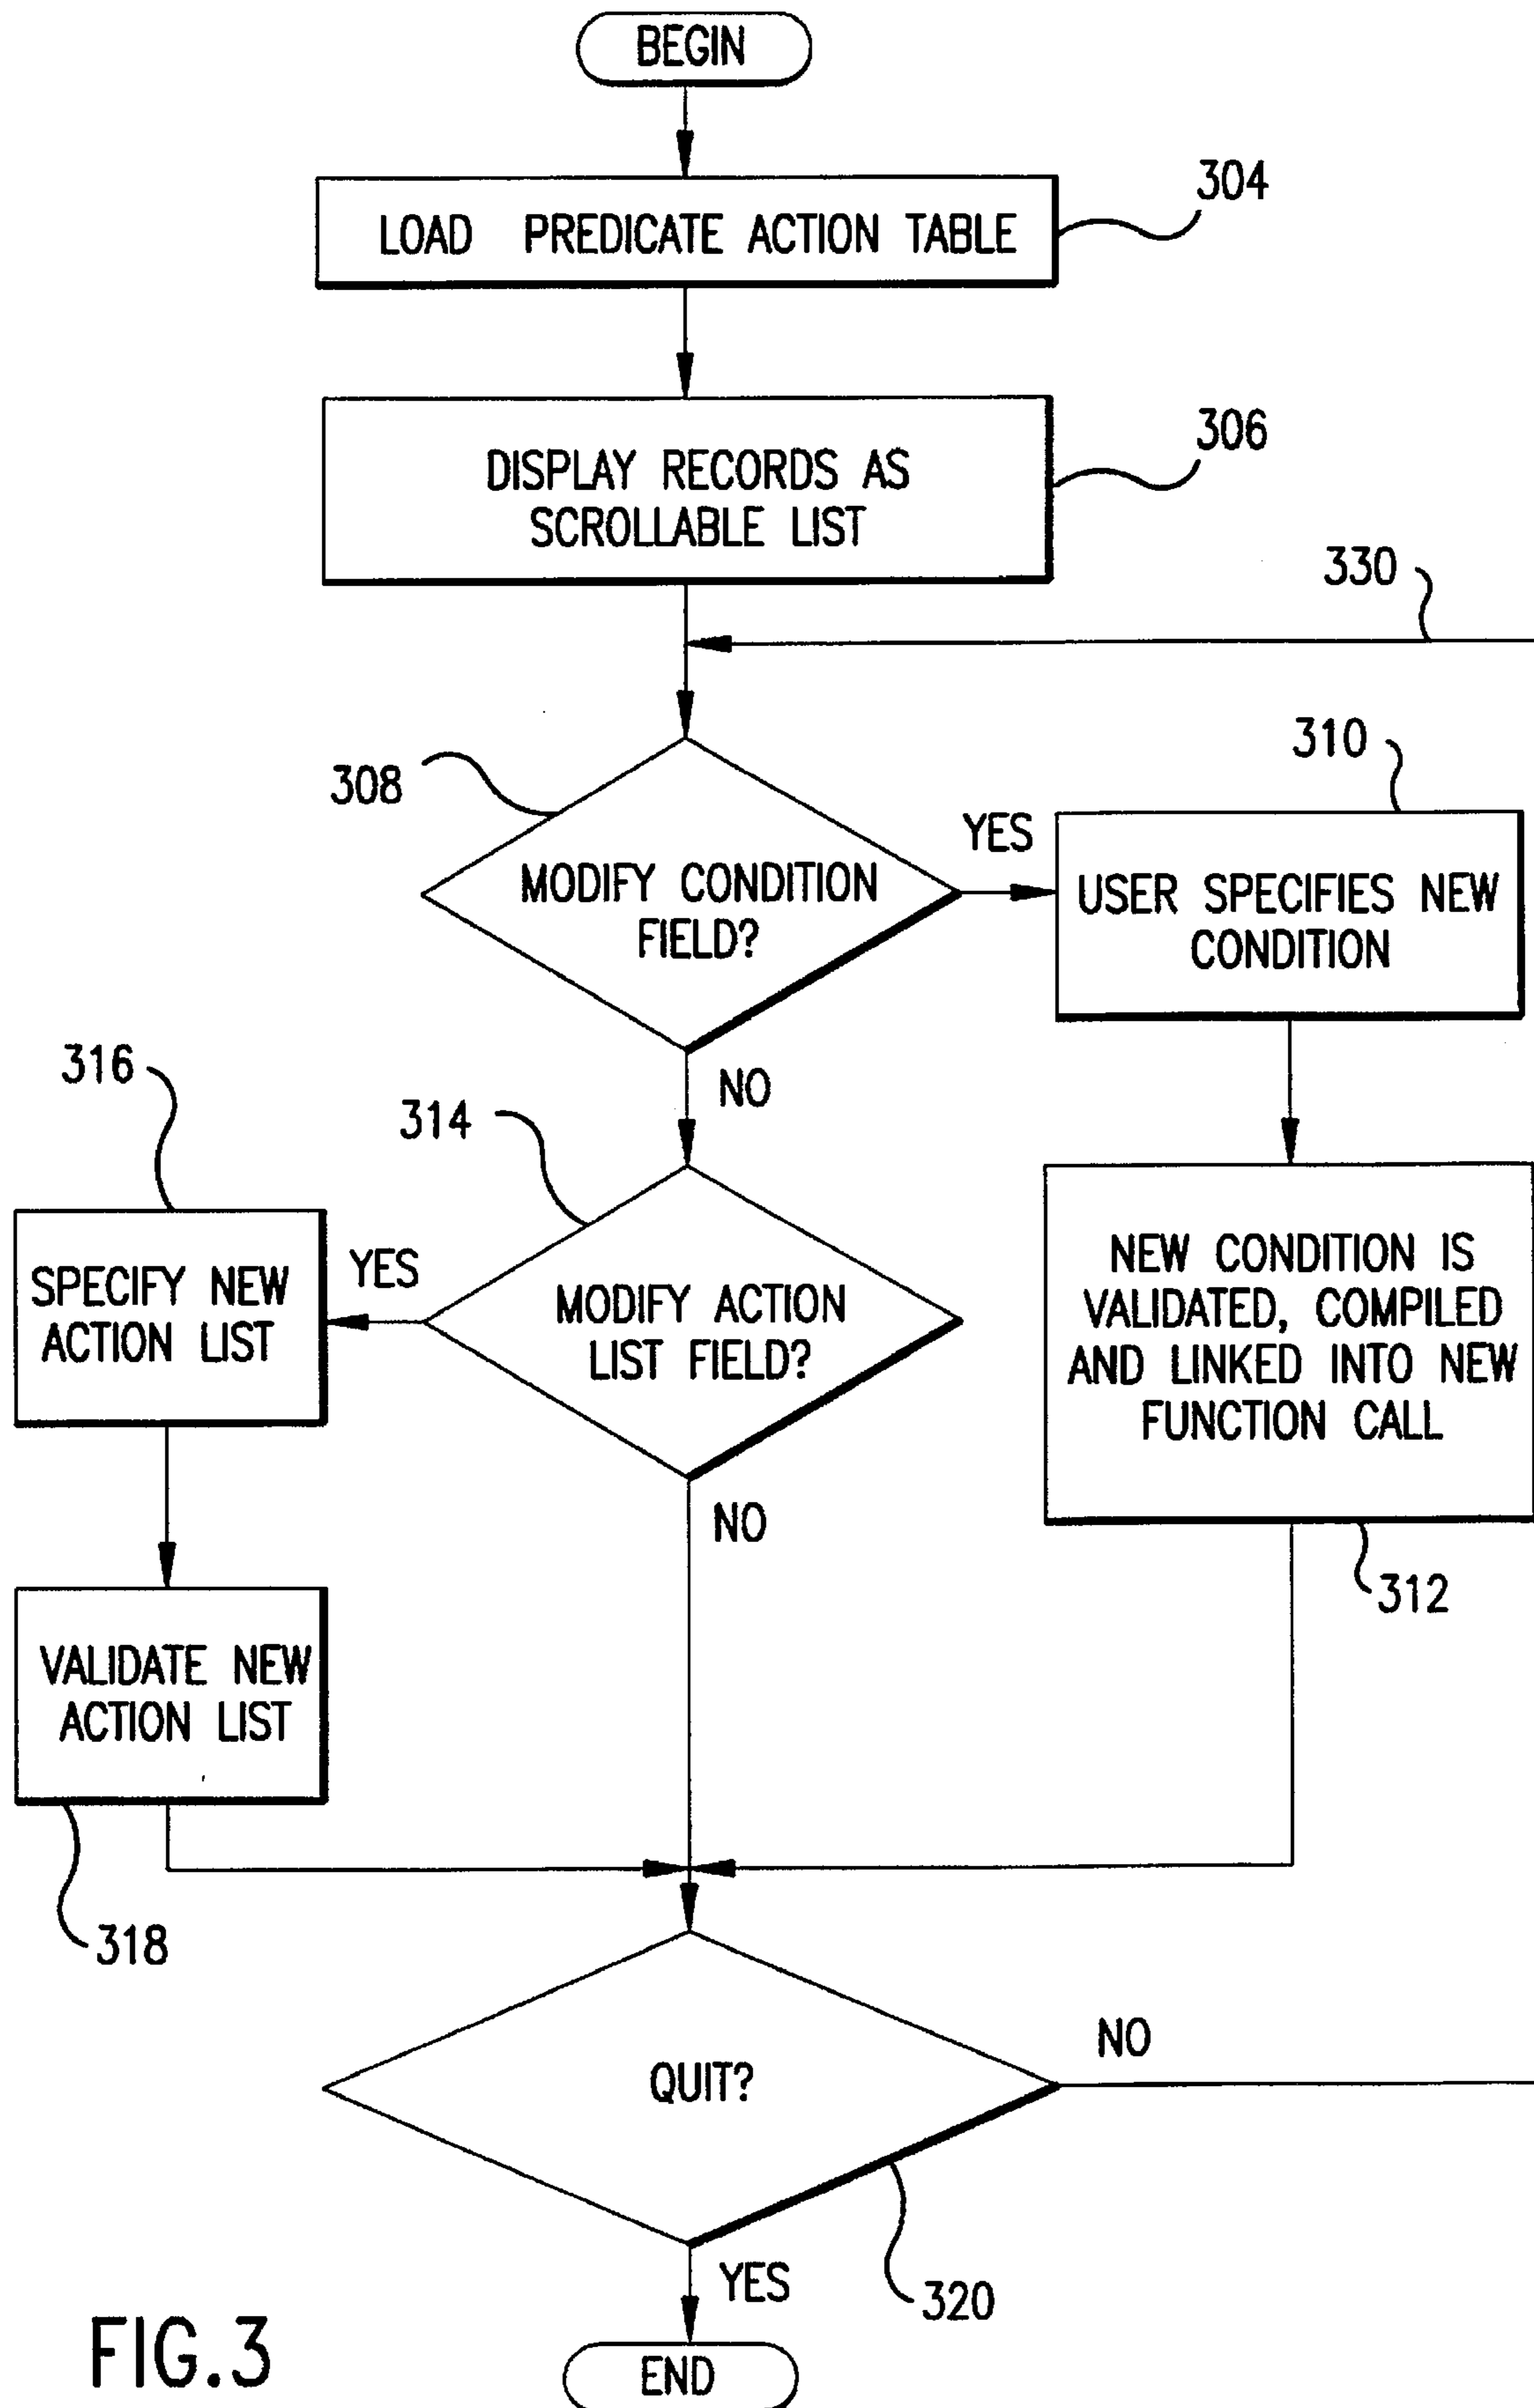 BEGIN
304
LOAD PREDICATE ACTION TABLE
306
DISPLAY RECORDS AS
SCROLLABLE LIST
330
308
MODIFY CONDITION
FIELD?
YES
310
USER SPECIFIES NEW
CONDITION
NO
316
314
SPECIFY NEW
ACTION LIST
YES
MODIFY ACTION
LIST FIELD?
NEW CONDITION IS
VALIDATED, COMPILED
AND LINKED INTO NEW
FUNCTION CALL
NO
312
VALIDATE NEW
ACTION LIST
318
QUIT?
NO
YES
320
END
FIG.3